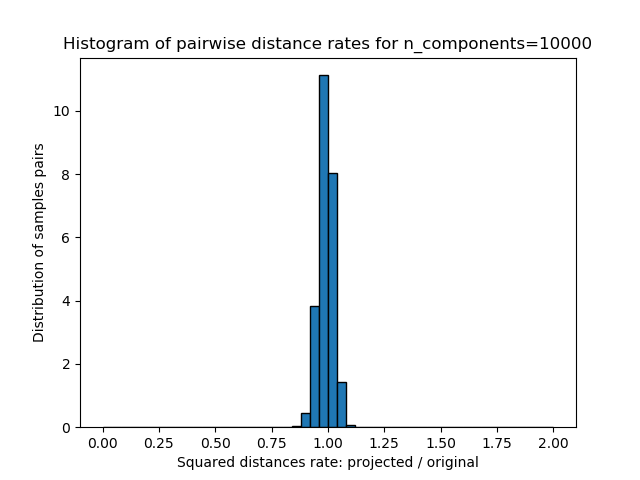 Histogram of pairwise distance rates for n_components=10000
10
8
6
4
2
0
Distribution of samples pairs
0.00 0.25 0.50 0.75 1.00 1.25 1.50 1.75 2.00
Squared distances rate: projected / original